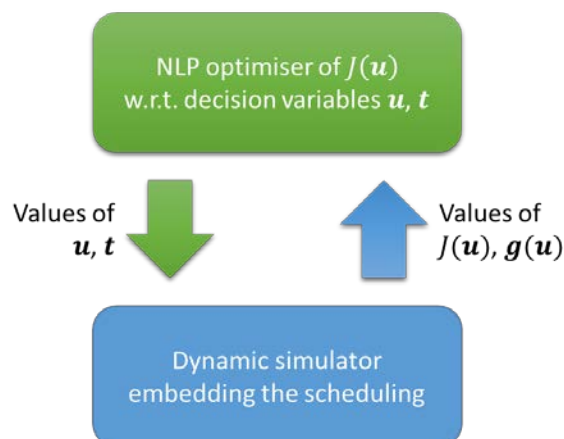 NLP optimiser of J(u)
w.r.t. decision variables u, t
Values of
u, t
Values of
J(u), g(u)
Dynamic simulator
embedding the scheduling